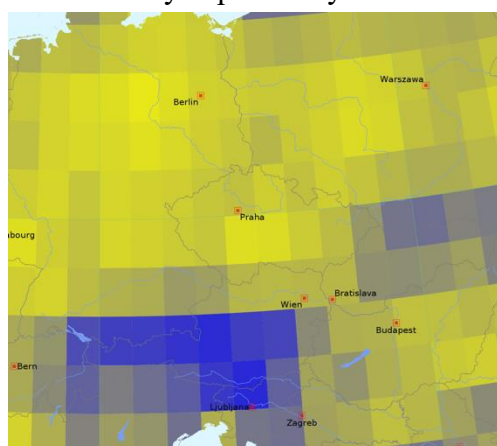 Warszawa
Berlin
Praha
bourg
Wien
Bratislava
Budapest
Bern
Ljubljana
Zagreb